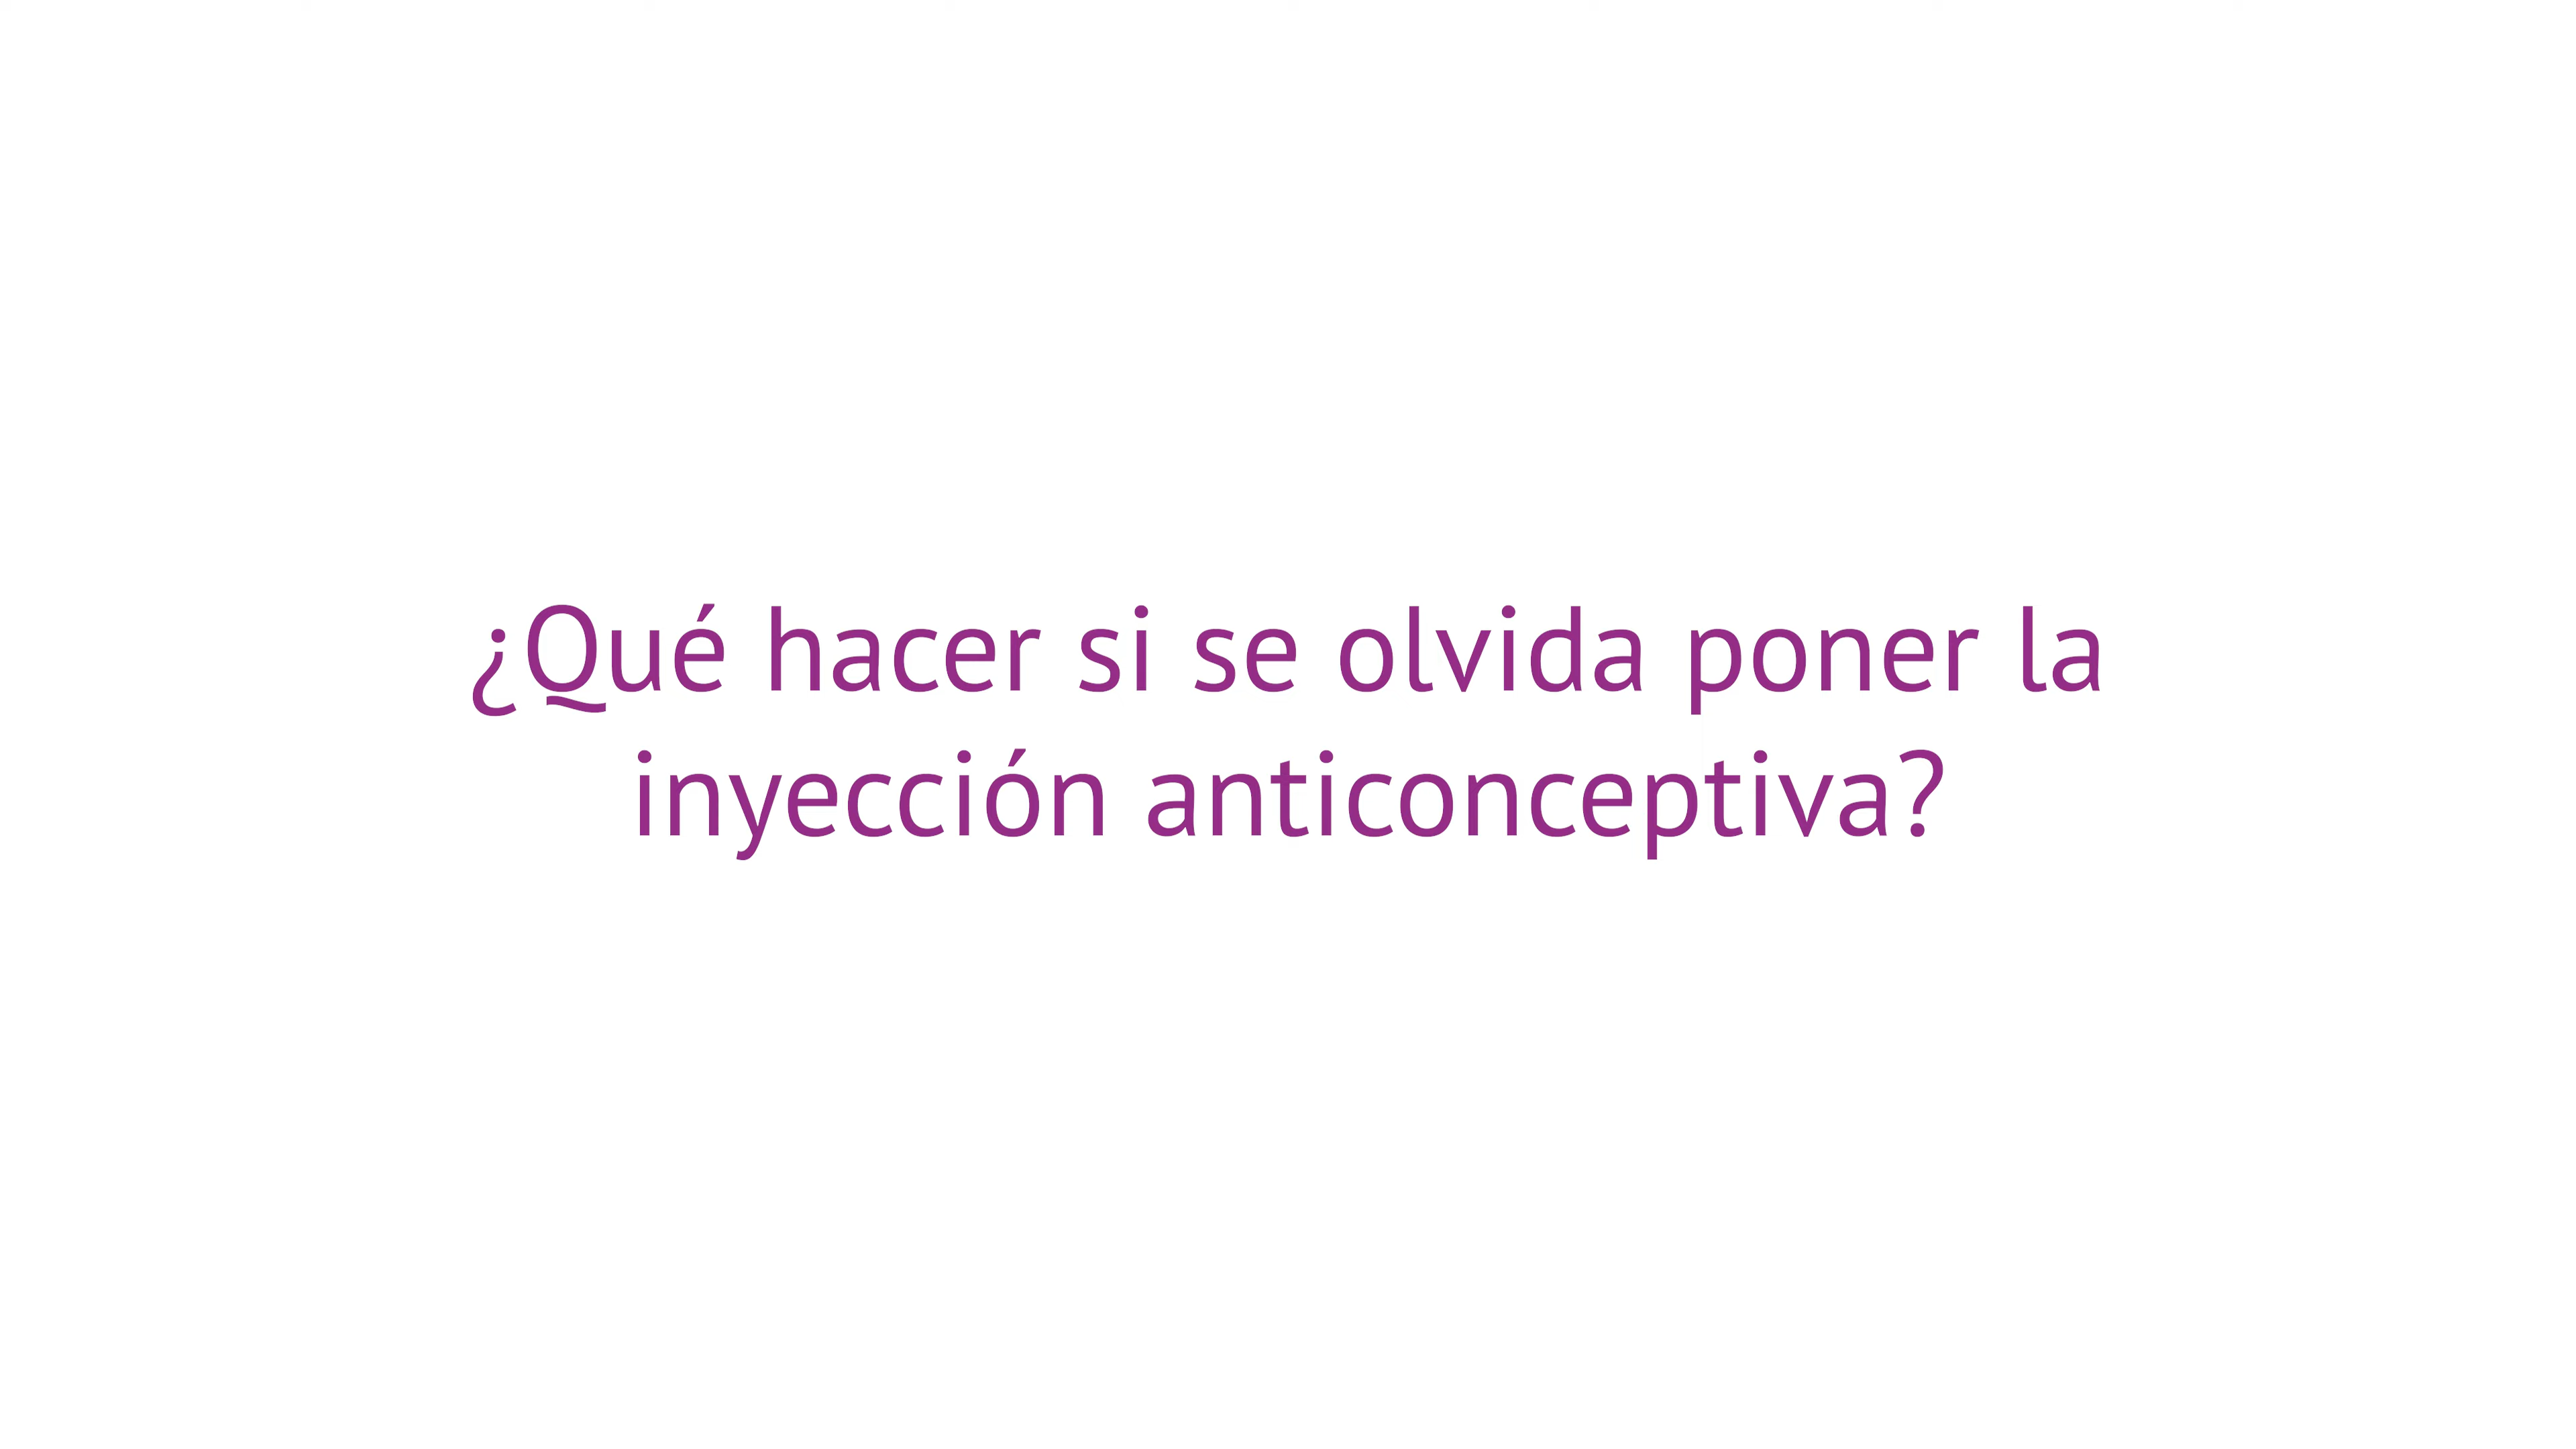 ¿Qué hacer si se olvida poner la
inyección anticonceptiva?